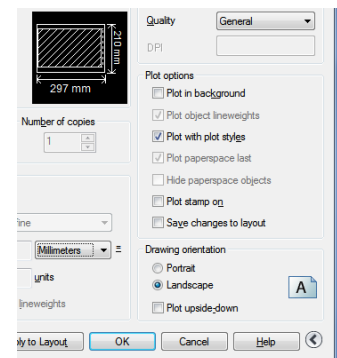 Quality
General
210 mm
DPI
297 mm
Plot options
Plot in background
Number of copies
Plot object lineweights
1
Plot with plot styles
Plot paperspace last
Hide paperspace objects
Plot stamp on
Save changes to layout
Millimeters
=
Drawing orientation
units
Portrait
Landscape
A
lineweights
Plot upside-down
to Layout
OK
Cancel
Help